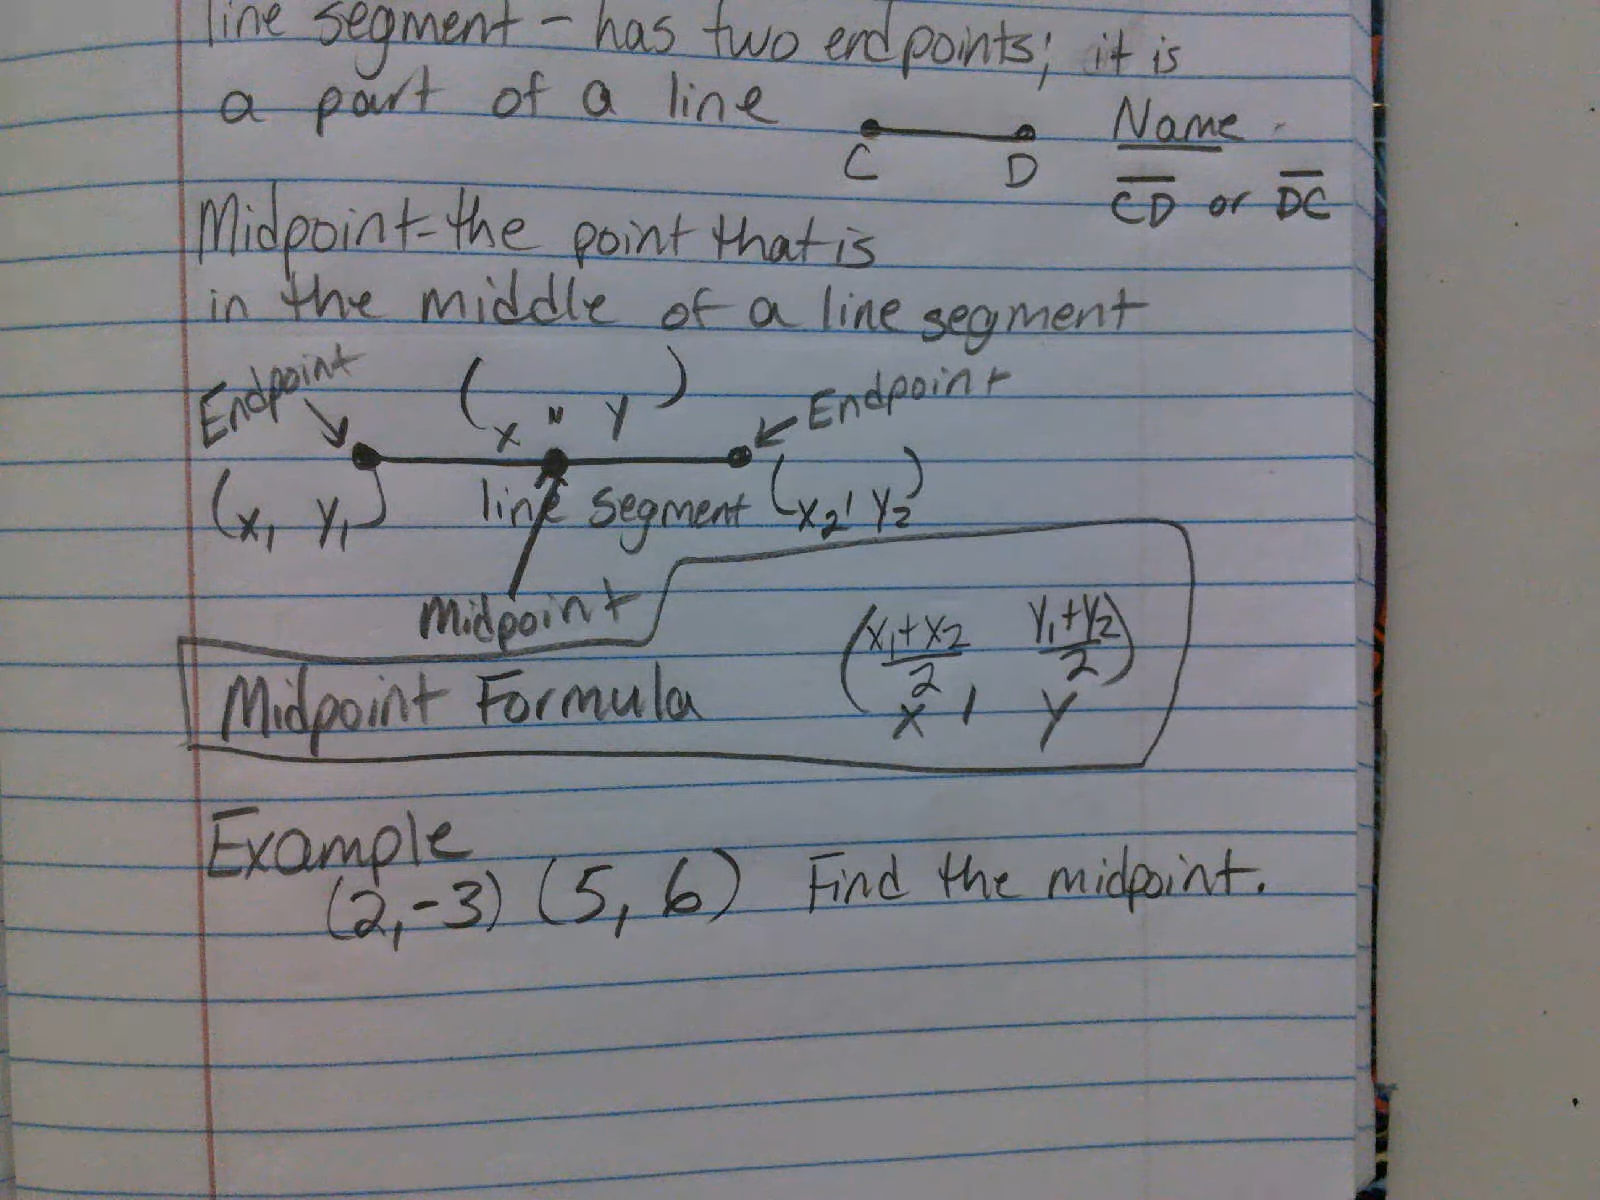 line segment - has two endpoints; it is
a part of a line
C D
Name
CD or DC
Midpoint - the point that is
in the middle of a line segment
Endpoint
( x " y )
Endpoint
(x₁ y₁)
line segment
(x₂, y₂)
Midpoint
Midpoint Formula
(x₁+x₂/2 y₁+y₂/2)
x , y
Example
(2,-3) (5, 6) Find the midpoint.